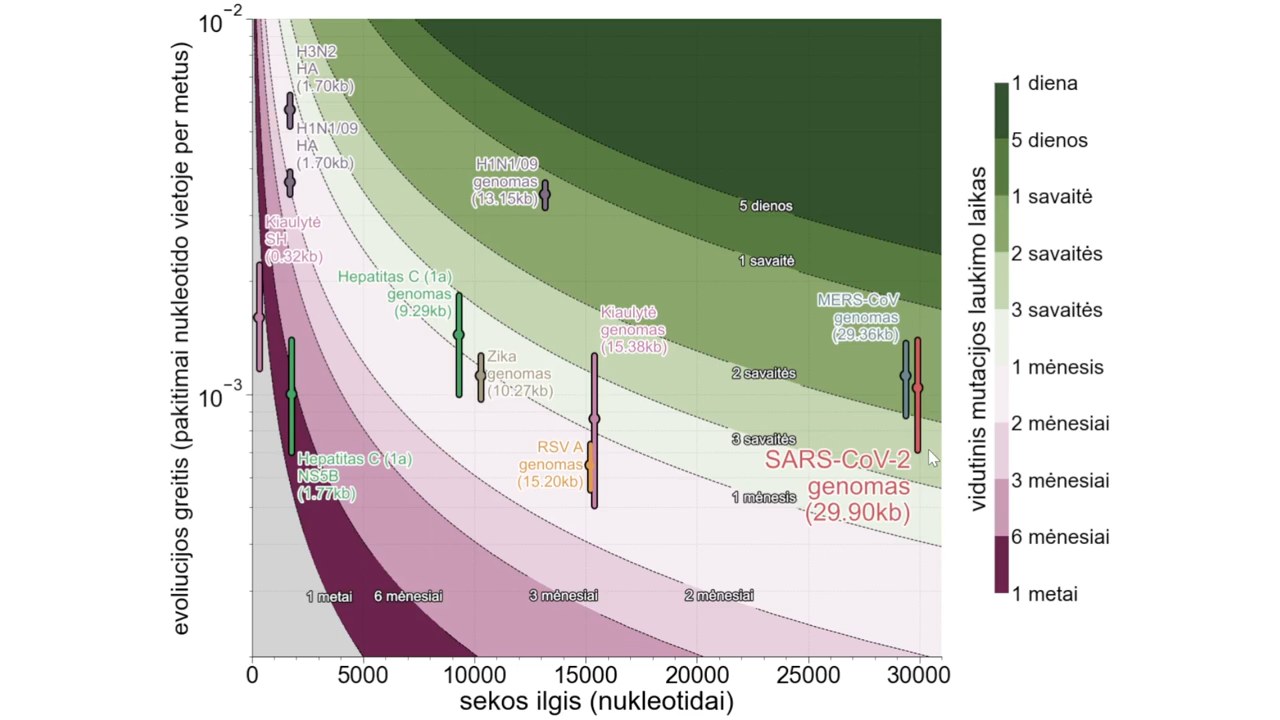 10−2
10−3
evoliucijos greitis (pakitimai nukleotido vietoje per metus)
H3N2
HA
(1.70kb)
H1N1/09
HA
(1.70kb)
Kiaulytė
SH
(0.32kb)
Hepatitas C (1a)
NS5B
(1.77kb)
Hepatitas C (1a)
genomas
(9.29kb)
Zika
genomas
(10.27kb)
H1N1/09
genomas
(13.15kb)
Kiaulytė
genomas
(15.38kb)
RSV A
genomas
(15.20kb)
MERS-CoV
genomas
(29.36kb)
SARS-CoV-2
genomas
(29.90kb)
5 dienos
1 savaitė
2 savaitės
3 savaitės
1 mėnesis
1 metai
6 mėnesiai
3 mėnesiai
2 mėnesiai
0
5000
10000
15000
20000
25000
30000
sekos ilgis (nukleotidai)
vidutinis mutacijos laukimo laikas
1 diena
5 dienos
1 savaitė
2 savaitės
3 savaitės
1 mėnesis
2 mėnesiai
3 mėnesiai
6 mėnesiai
1 metai